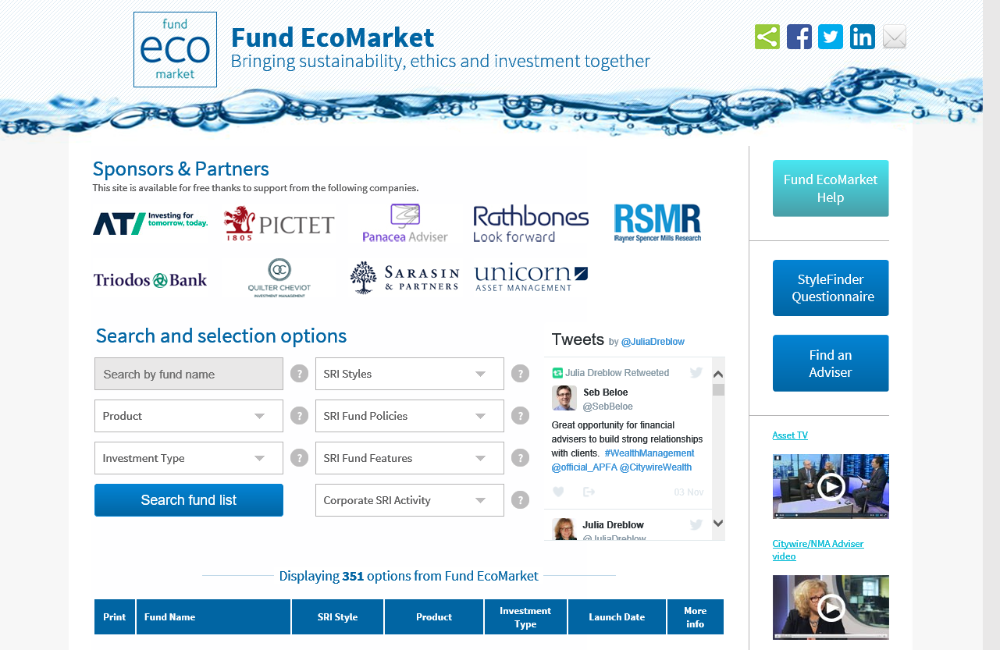 fund
eco
market
Fund EcoMarket
Bringing sustainability, ethics and investment together
Sponsors & Partners
This site is available for free thanks to support from the following companies.
AT/ Investing for
tomorrow, today.
1805 PICTET
Panacea Adviser
Rathbones
Look forward
RSMR
Rayner Spencer Mills Research
Triodos Bank
QC
QUILTER CHEVIOT
INVESTMENT MANAGEMENT
SARASIN
& PARTNERS
unicorn
ASSET MANAGEMENT
Search and selection options
Search by fund name ?
SRI Styles ?
Product ?
SRI Fund Policies ?
Investment Type ?
SRI Fund Features ?
Search fund list
Corporate SRI Activity ?
Tweets by @JuliaDreblow
Julia Dreblow Retweeted
Seb Beloe
@SebBeloe
Great opportunity for financial
advisers to build strong relationships
with clients. #WealthManagement
@official_APFA @CitywireWealth
03 Nov
Julia Dreblow
@JuliaDreblow
Displaying 351 options from Fund EcoMarket
Print
Fund Name
SRI Style
Product
Investment
Type
Launch Date
More
info
Fund EcoMarket
Help
StyleFinder
Questionnaire
Find an
Adviser
Asset TV
Citywire/NMA Adviser
video